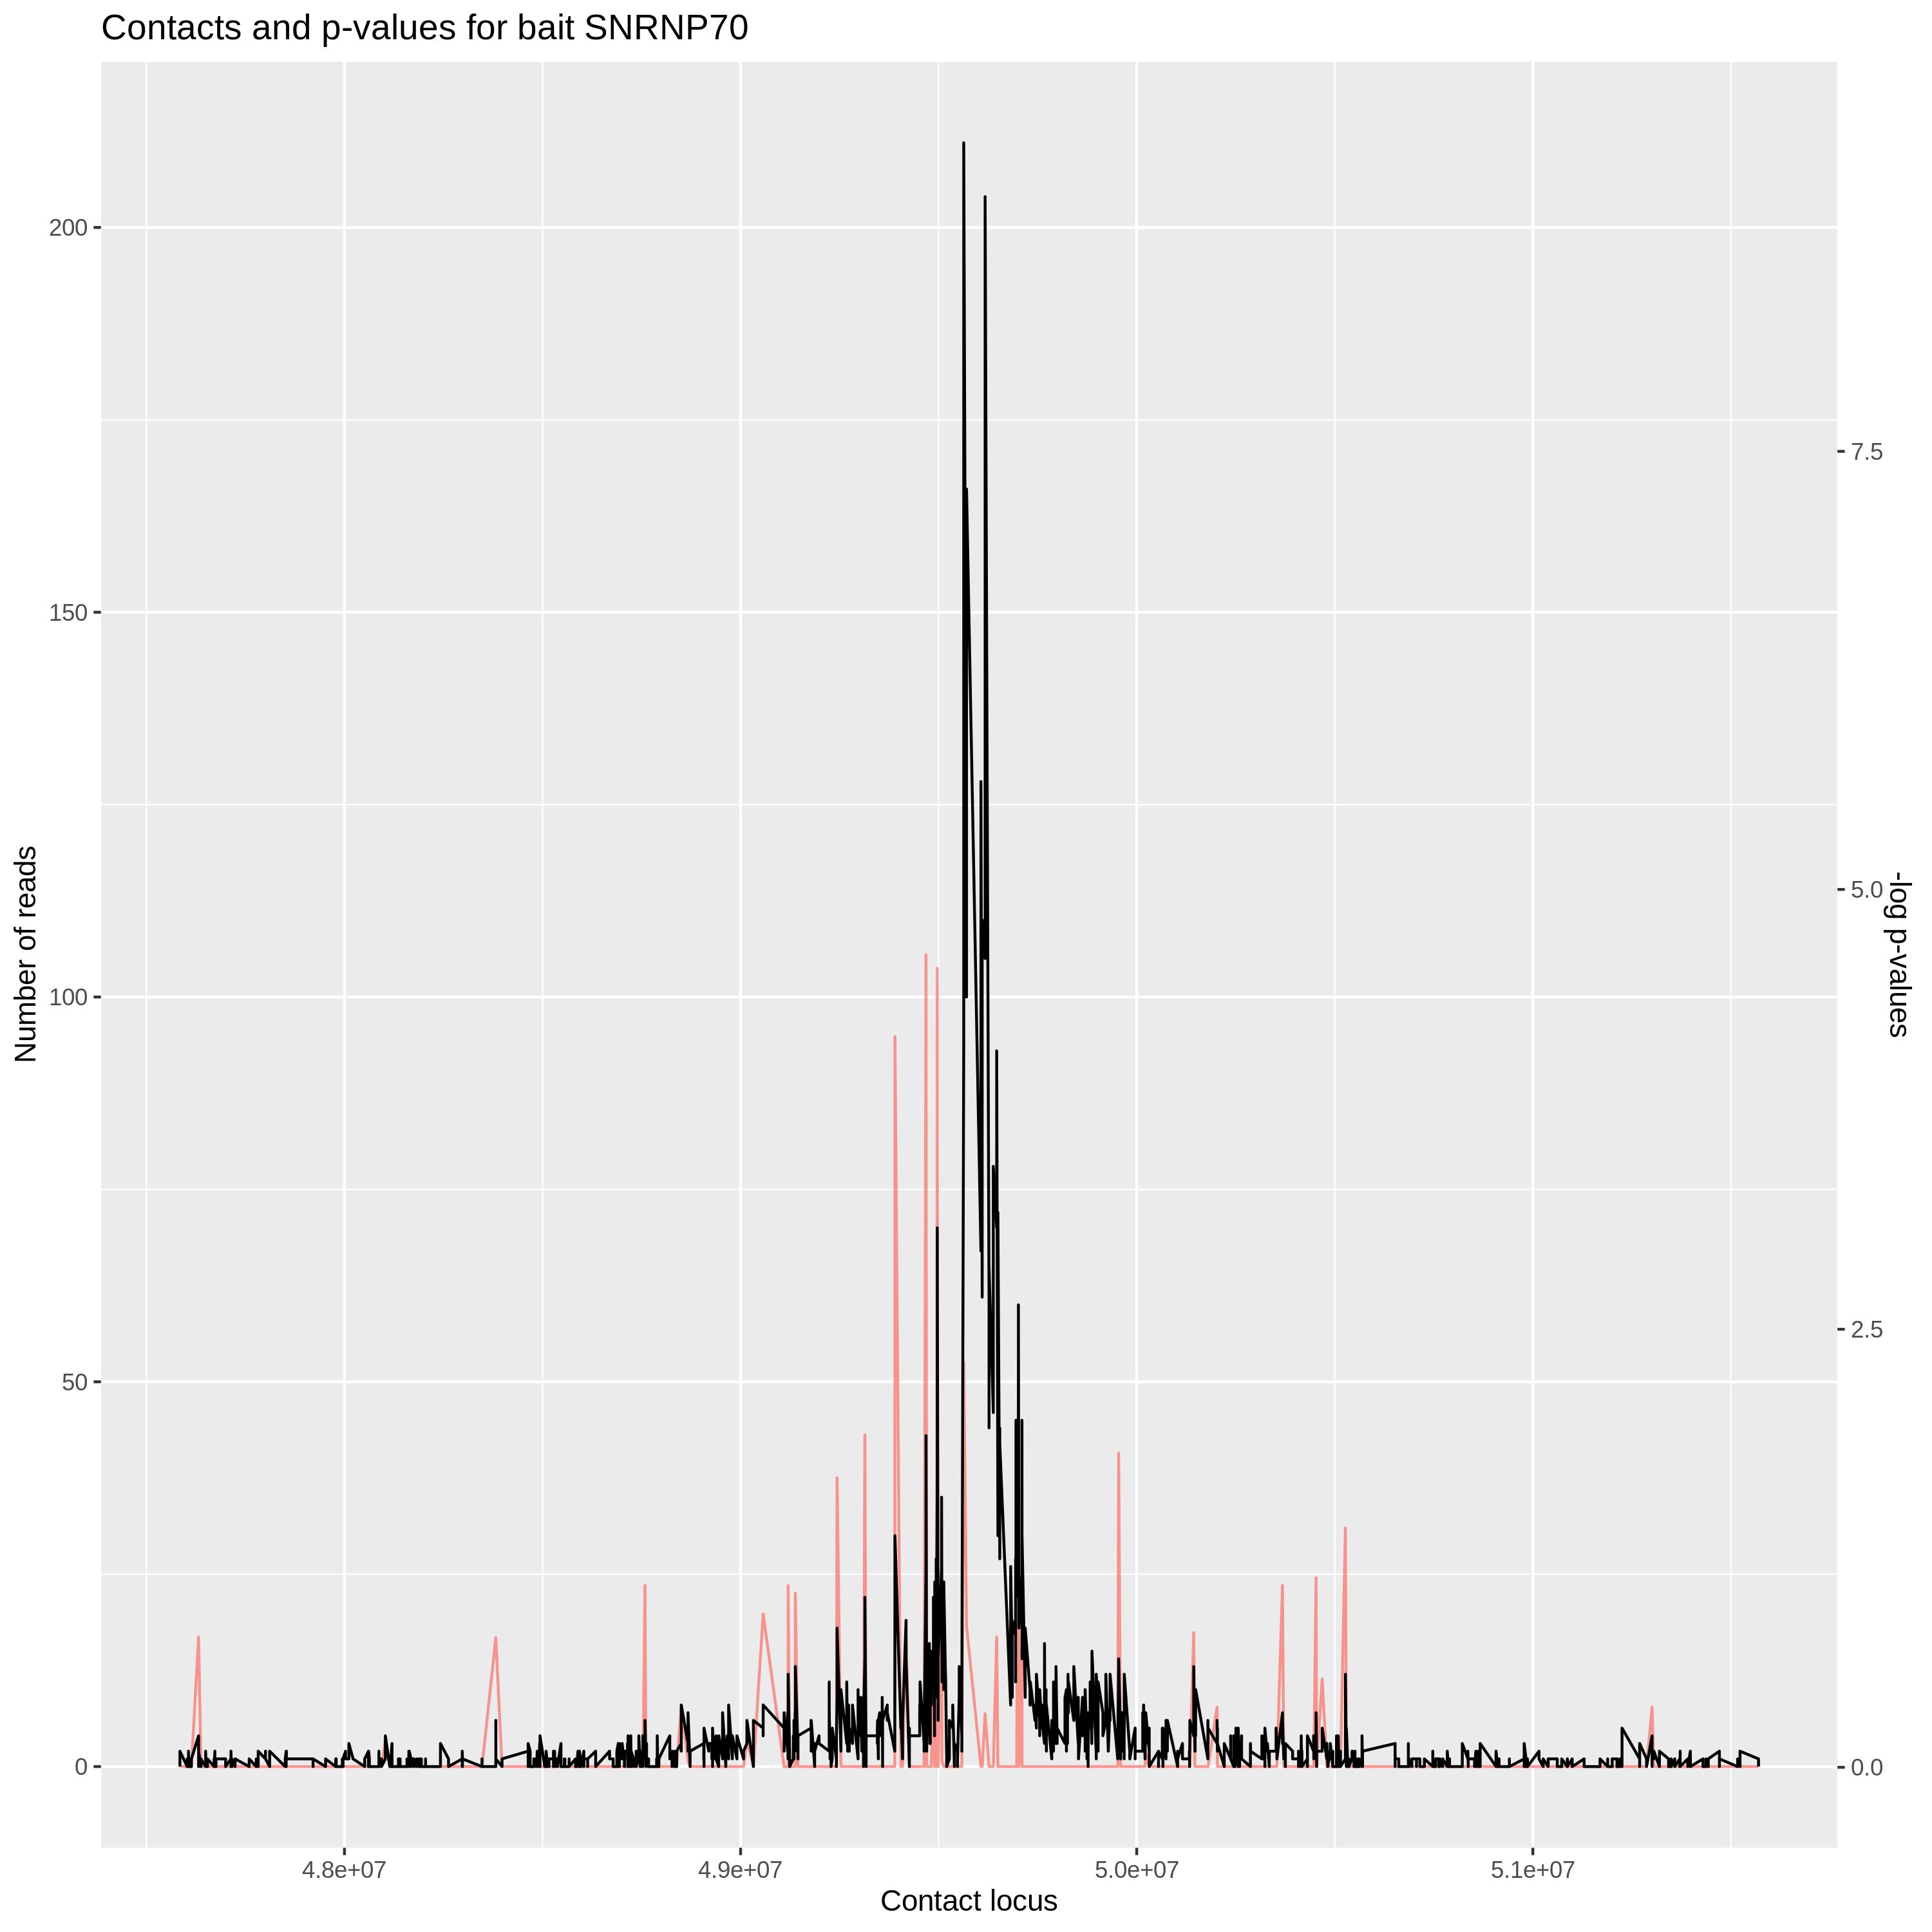 Contacts and p-values for bait SNRNP70
200
150
100
50
0
Number of reads
7.5
5.0
2.5
0.0
-log p-values
4.8e+07 4.9e+07 5.0e+07 5.1e+07
Contact locus